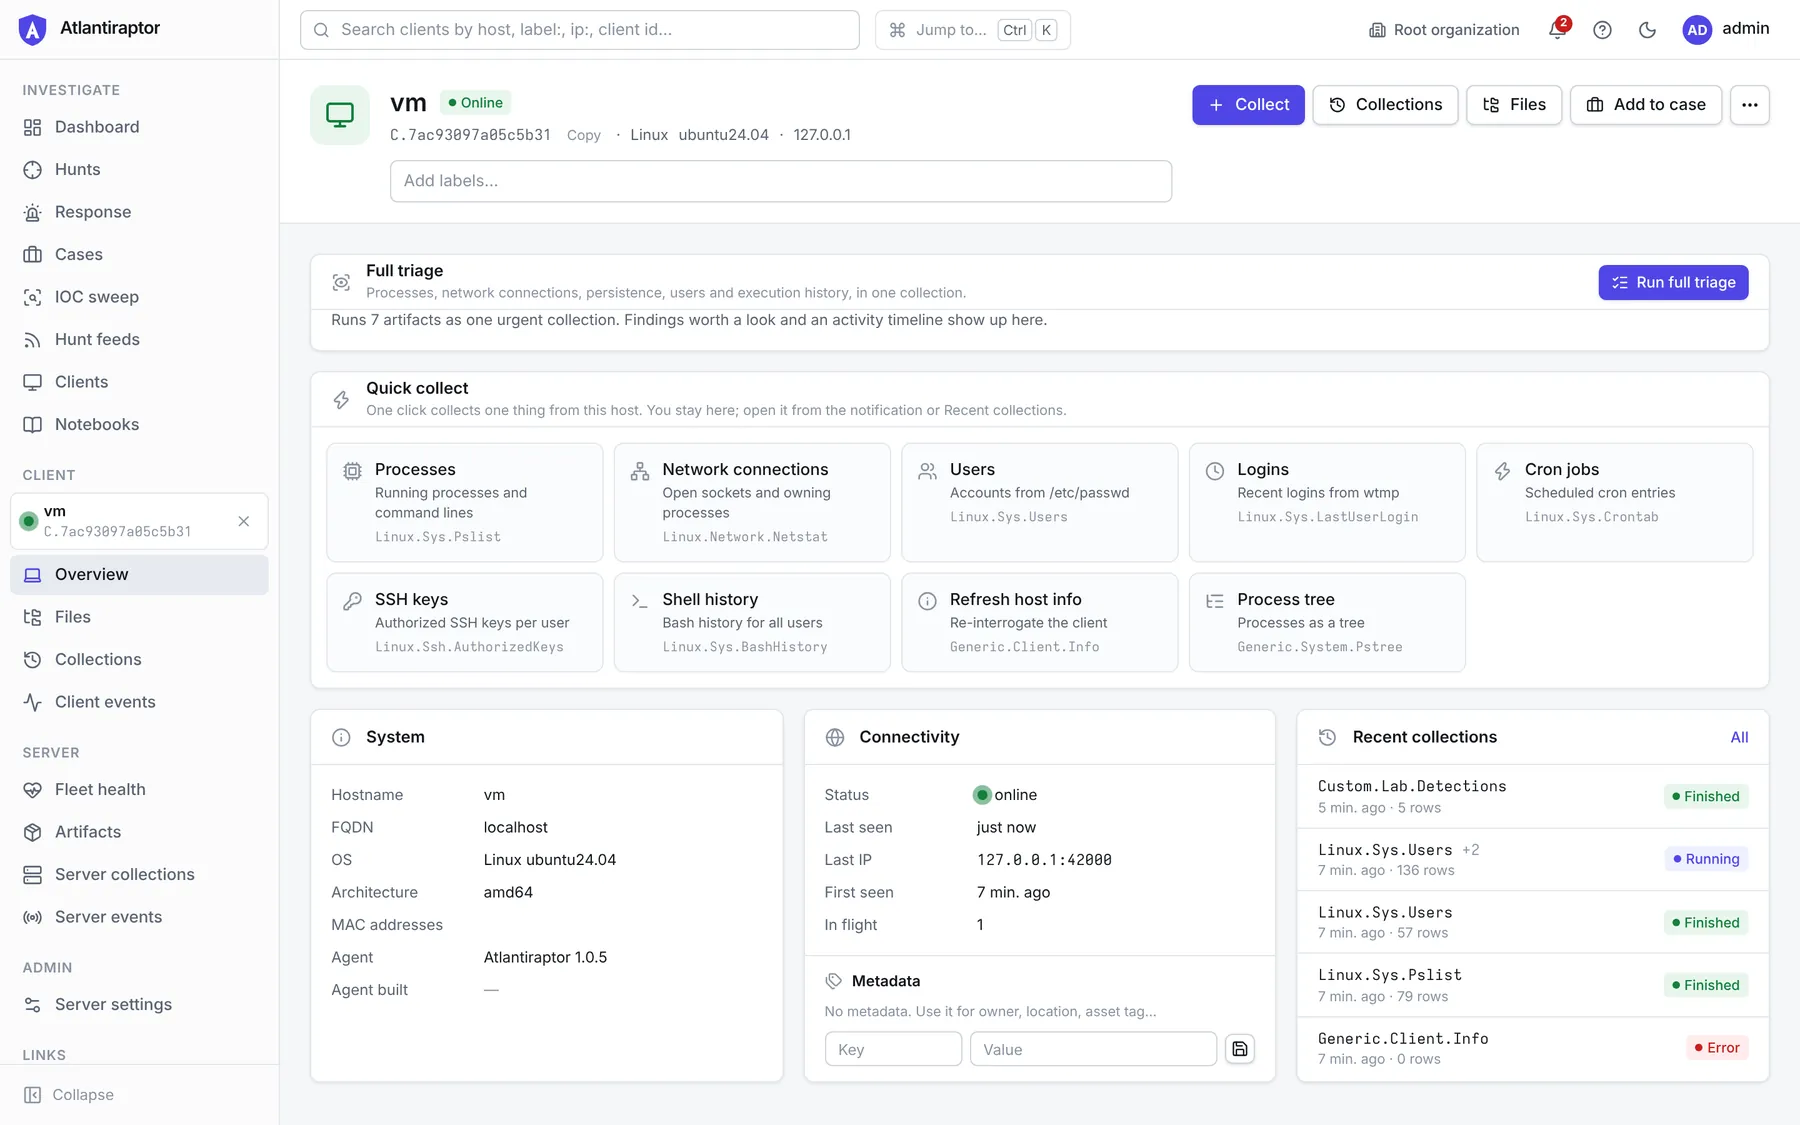 Atlantiraptor
Search clients by host, label:, ip:, client id...
Jump to... Ctrl K
Root organization
2
AD admin
INVESTIGATE
Dashboard
Hunts
Response
Cases
IOC sweep
Hunt feeds
Clients
Notebooks
CLIENT
vm
C.7ac93097a05c5b31
Overview
Files
Collections
Client events
SERVER
Fleet health
Artifacts
Server collections
Server events
ADMIN
Server settings
LINKS
Collapse
vm Online
C.7ac93097a05c5b31 Copy · Linux ubuntu24.04 · 127.0.0.1
Add labels...
+ Collect
Collections
Files
Add to case
Full triage
Processes, network connections, persistence, users and execution history, in one collection.
Run full triage
Runs 7 artifacts as one urgent collection. Findings worth a look and an activity timeline show up here.
Quick collect
One click collects one thing from this host. You stay here; open it from the notification or Recent collections.
Processes
Running processes and
command lines
Linux.Sys.Pslist
Network connections
Open sockets and owning
processes
Linux.Network.Netstat
Users
Accounts from /etc/passwd
Linux.Sys.Users
Logins
Recent logins from wtmp
Linux.Sys.LastUserLogin
Cron jobs
Scheduled cron entries
Linux.Sys.Crontab
SSH keys
Authorized SSH keys per user
Linux.Ssh.AuthorizedKeys
Shell history
Bash history for all users
Linux.Sys.BashHistory
Refresh host info
Re-interrogate the client
Generic.Client.Info
Process tree
Processes as a tree
Generic.System.Pstree
System
Hostname vm
FQDN localhost
OS Linux ubuntu24.04
Architecture amd64
MAC addresses
Agent Atlantiraptor 1.0.5
Agent built —
Connectivity
Status online
Last seen just now
Last IP 127.0.0.1:42000
First seen 7 min. ago
In flight 1
Metadata
No metadata. Use it for owner, location, asset tag...
Key Value
Recent collections All
Custom.Lab.Detections
5 min. ago · 5 rows
Finished
Linux.Sys.Users +2
7 min. ago · 136 rows
Running
Linux.Sys.Users
7 min. ago · 57 rows
Finished
Linux.Sys.Pslist
7 min. ago · 79 rows
Finished
Generic.Client.Info
7 min. ago · 0 rows
Error